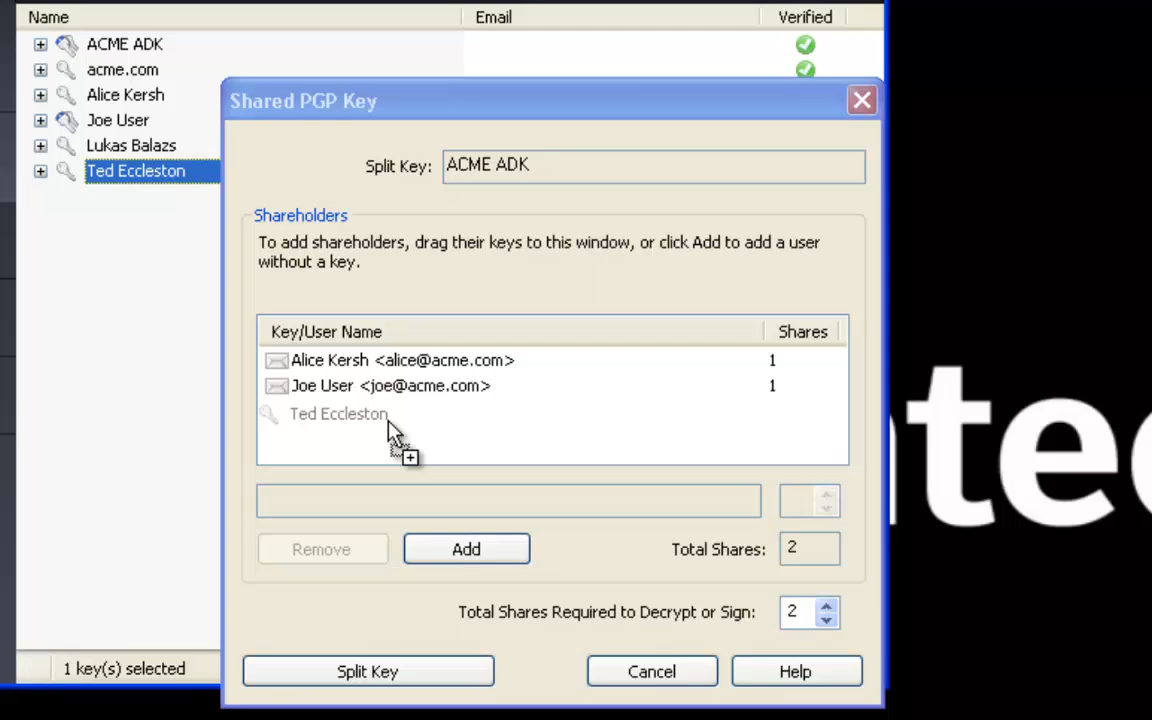 Name Email Verified
ACME ADK
acme.com
Alice Kersh
Joe User
Lukas Balazs
Ted Eccleston
1 key(s) selected
Shared PGP Key
Split Key: ACME ADK
Shareholders
To add shareholders, drag their keys to this window, or click Add to add a user
without a key.
Key/User Name Shares
Alice Kersh <alice@acme.com> 1
Joe User <joe@acme.com> 1
Ted Eccleston
Remove Add Total Shares: 2
Total Shares Required to Decrypt or Sign: 2
Split Key Cancel Help